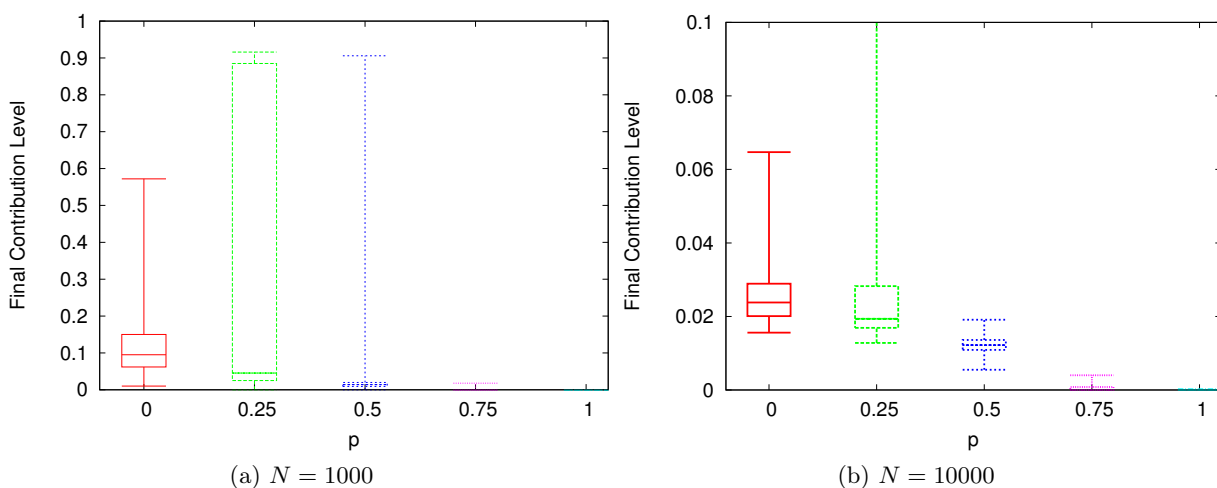 Final Contribution Level
1
0.9
0.8
0.7
0.6
0.5
0.4
0.3
0.2
0.1
0
0 0.25 0.5 0.75 1
p
(a) N = 1000
Final Contribution Level
0.1
0.08
0.06
0.04
0.02
0
0 0.25 0.5 0.75 1
p
(b) N = 10000